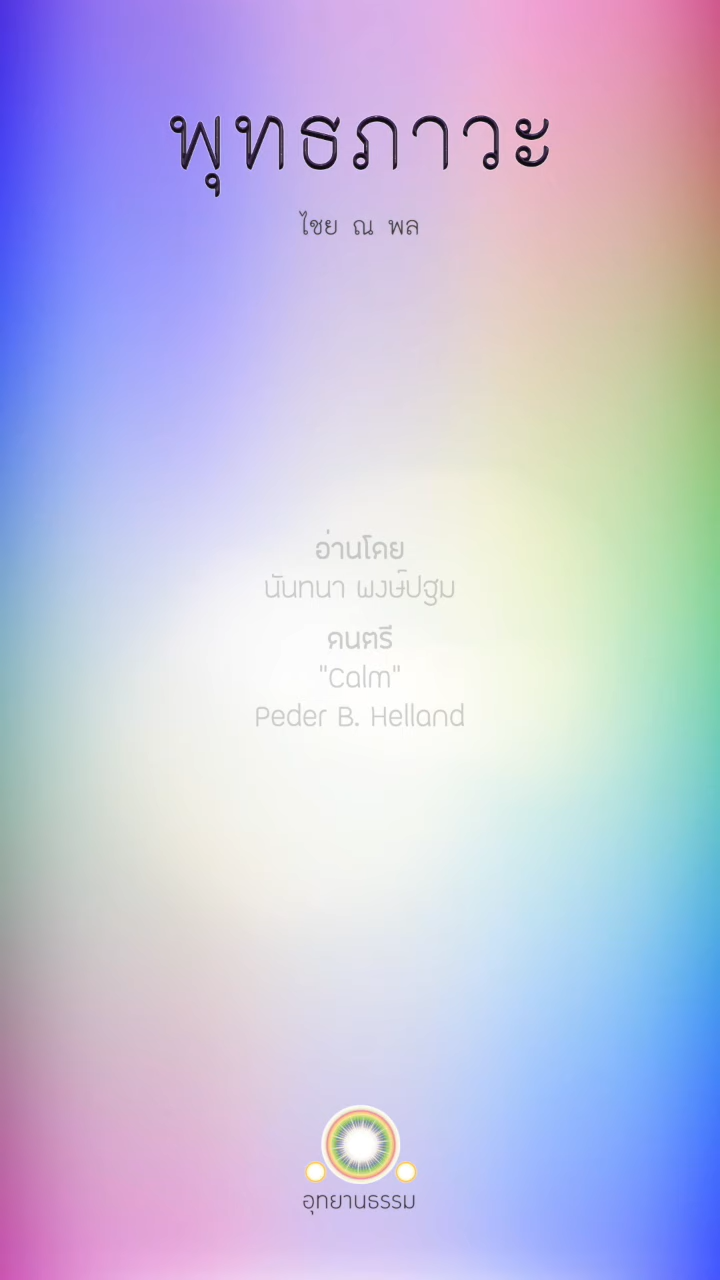 พุทธภาวะ
ไชย ณ พล
อ่านโดย
นันทนา ผงษ์ปฐม
ดนตรี
"Calm"
Peder B. Helland
อุทยานธรรม